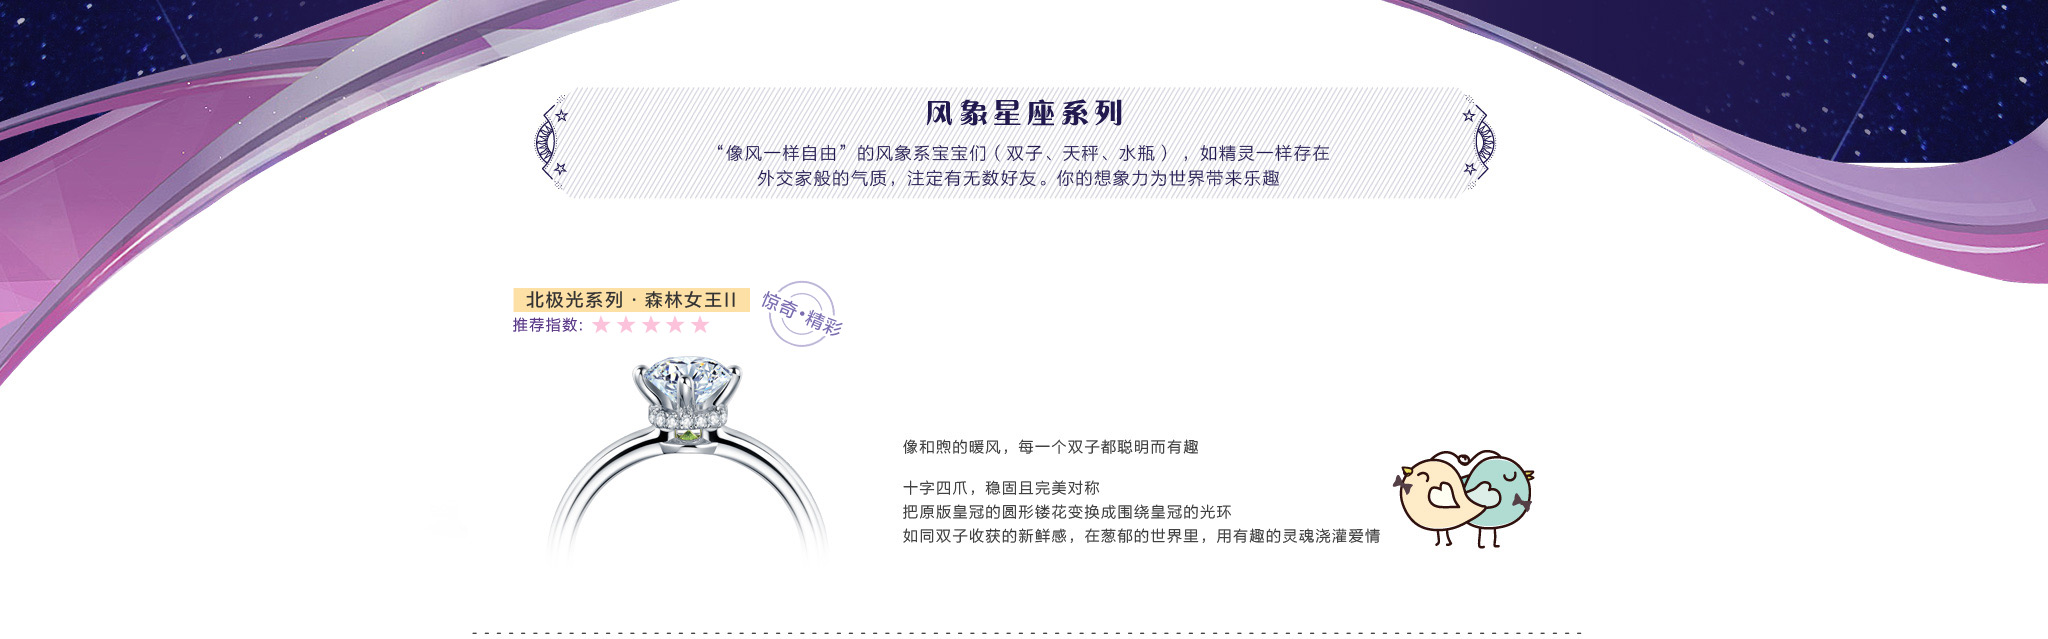 风象星座系列
“像风一样自由”的风象系宝宝们（双子、天秤、水瓶），如精灵一样存在
外交家般的气质，注定有无数好友。你的想象力为世界带来乐趣
北极光系列·森林女王II
推荐指数:
惊奇·精彩
像和煦的暖风，每一个双子都聪明而有趣
十字四爪，稳固且完美对称
把原版皇冠的圆形镂花变换成围绕皇冠的光环
如同双子收获的新鲜感，在葱郁的世界里，用有趣的灵魂浇灌爱情